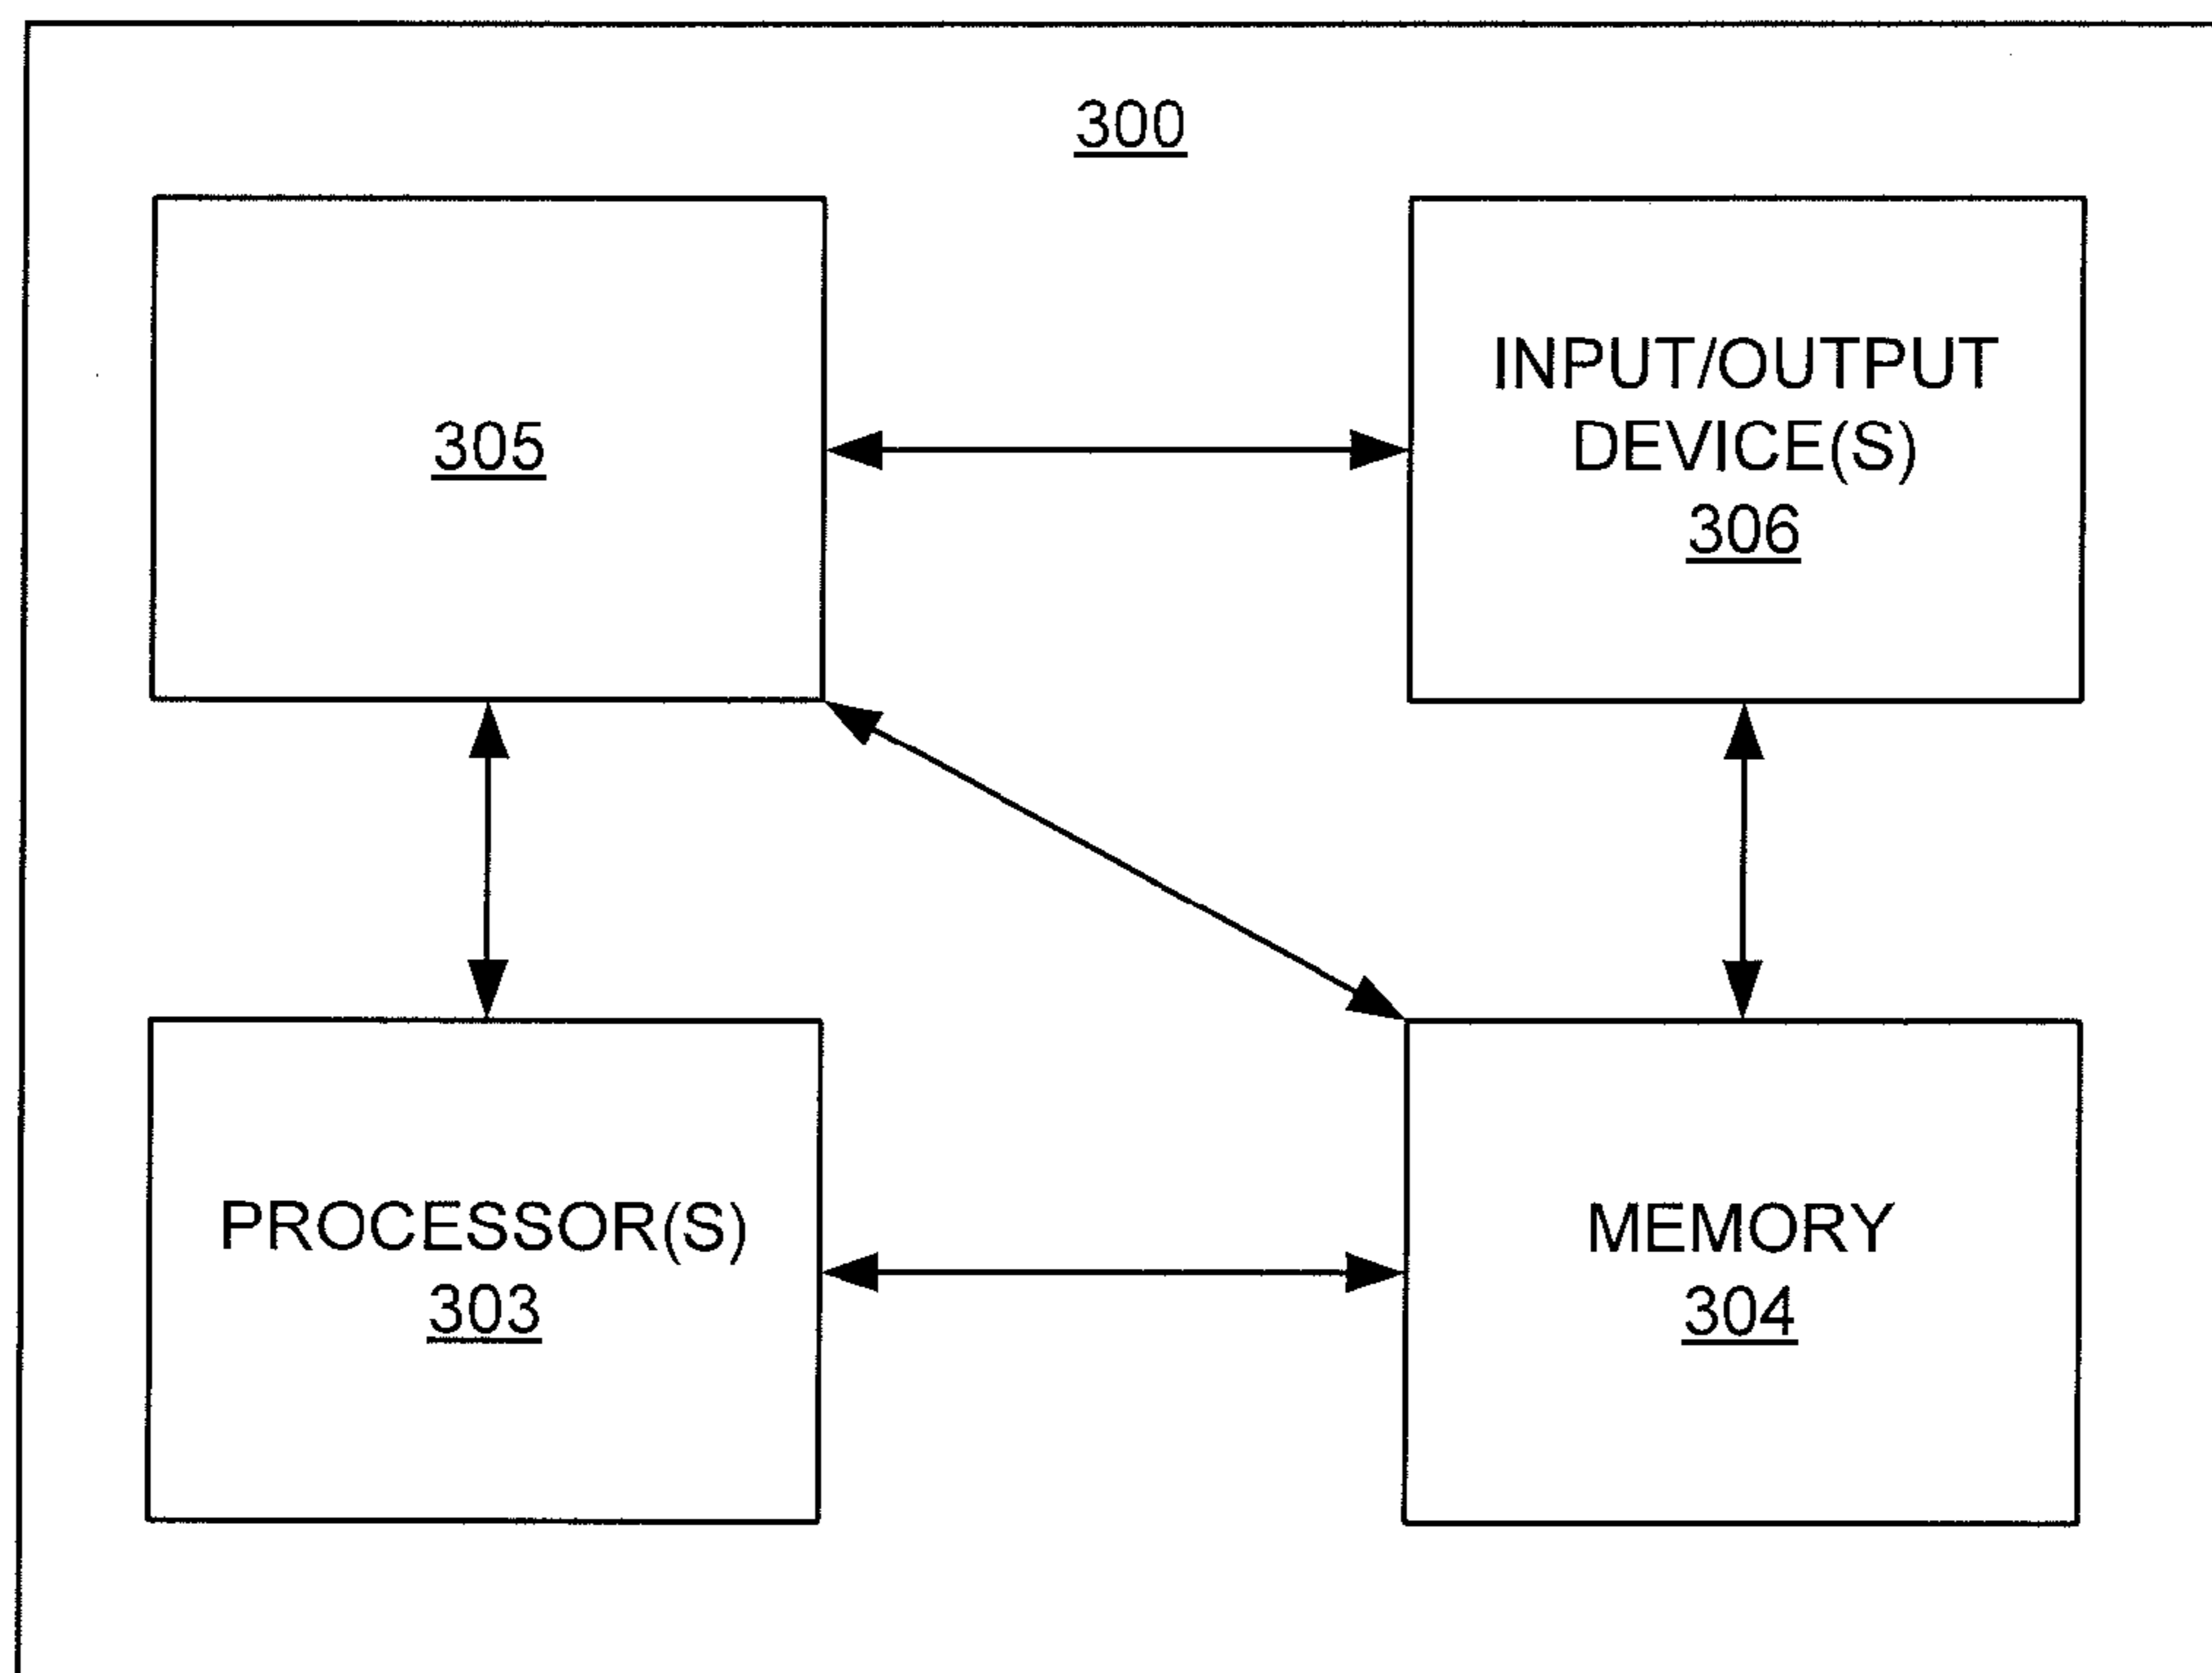 300
305
INPUT/OUTPUT
DEVICE(S)
306
PROCESSOR(S)
303
MEMORY
304